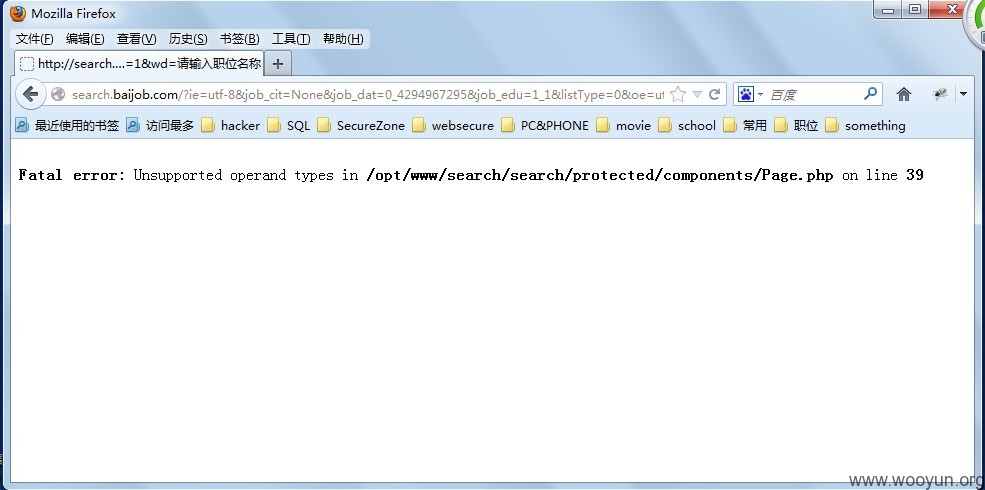 Mozilla Firefox
文件(F) 编辑(E) 查看(V) 历史(S) 书签(B) 工具(T) 帮助(H)
http://search....=1&wd=请输入职位名称
search.baijob.com/?ie=utf-8&job_cit=None&job_dat=0_4294967295&job_edu=1_1&listType=0&oe=ut
百度
最近使用的书签 访问最多 hacker SQL SecureZone websecure PC&PHONE movie school 常用 职位 something
Fatal error: Unsupported operand types in /opt/www/search/search/protected/components/Page.php on line 39
www.wooyun.org